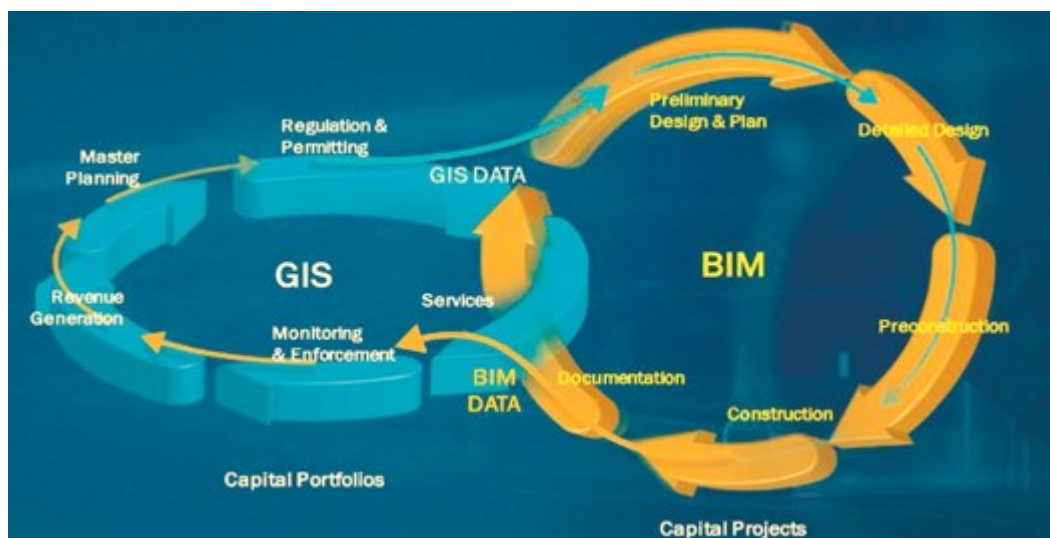 Regulation &
Permitting
Master
Planning
GIS DATA
GIS
Services
Revenue
Generation
Monitoring
& Enforcement
BIM
DATA
Capital Portfolios
Preliminary
Design & Plan
Detailed Design
BIM
Preconstruction
Documentation
Construction
Capital Projects